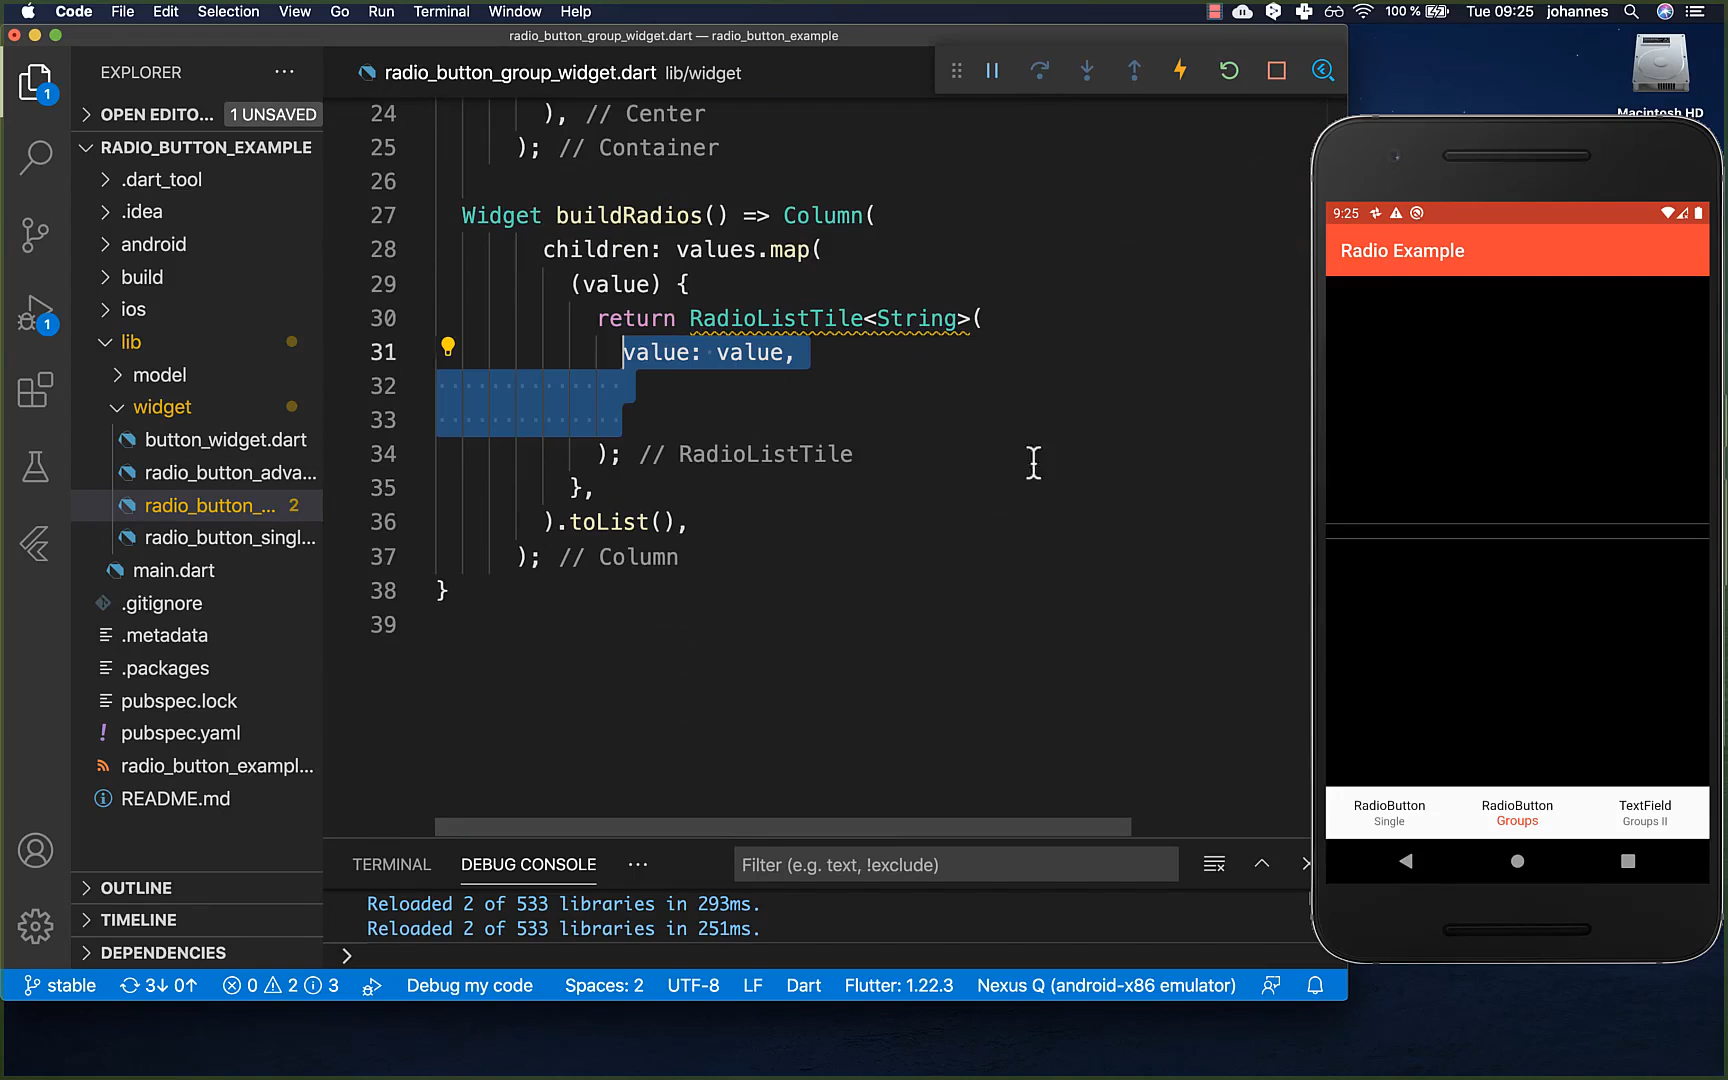 Code File Edit Selection View Go Run Terminal Window Help 100 % Tue 09:25 johannes
radio_button_group_widget.dart — radio_button_example
Macintosh HD
EXPLORER
OPEN EDITO... 1 UNSAVED
RADIO_BUTTON_EXAMPLE
.dart_tool
.idea
android
build
ios
lib
model
widget
button_widget.dart
radio_button_adva...
radio_button_... 2
radio_button_singl...
main.dart
.gitignore
.metadata
.packages
pubspec.lock
pubspec.yaml
radio_button_exampl...
README.md
OUTLINE
TIMELINE
DEPENDENCIES
1
1
radio_button_group_widget.dart lib/widget
24 ), // Center
25 ); // Container
26
27 Widget buildRadios() => Column(
28 children: values.map(
29 (value) {
30 return RadioListTile<String>(
31 value: value,
32
33
34 ); // RadioListTile
35 },
36 ).toList(),
37 ); // Column
38 }
39
TERMINAL DEBUG CONSOLE ... Filter (e.g. text, !exclude)
Reloaded 2 of 533 libraries in 293ms.
Reloaded 2 of 533 libraries in 251ms.
>
stable 3↓ 0↑ 0 2 3 Debug my code Spaces: 2 UTF-8 LF Dart Flutter: 1.22.3 Nexus Q (android-x86 emulator)
9:25
Radio Example
RadioButton RadioButton TextField
Single Groups Groups II